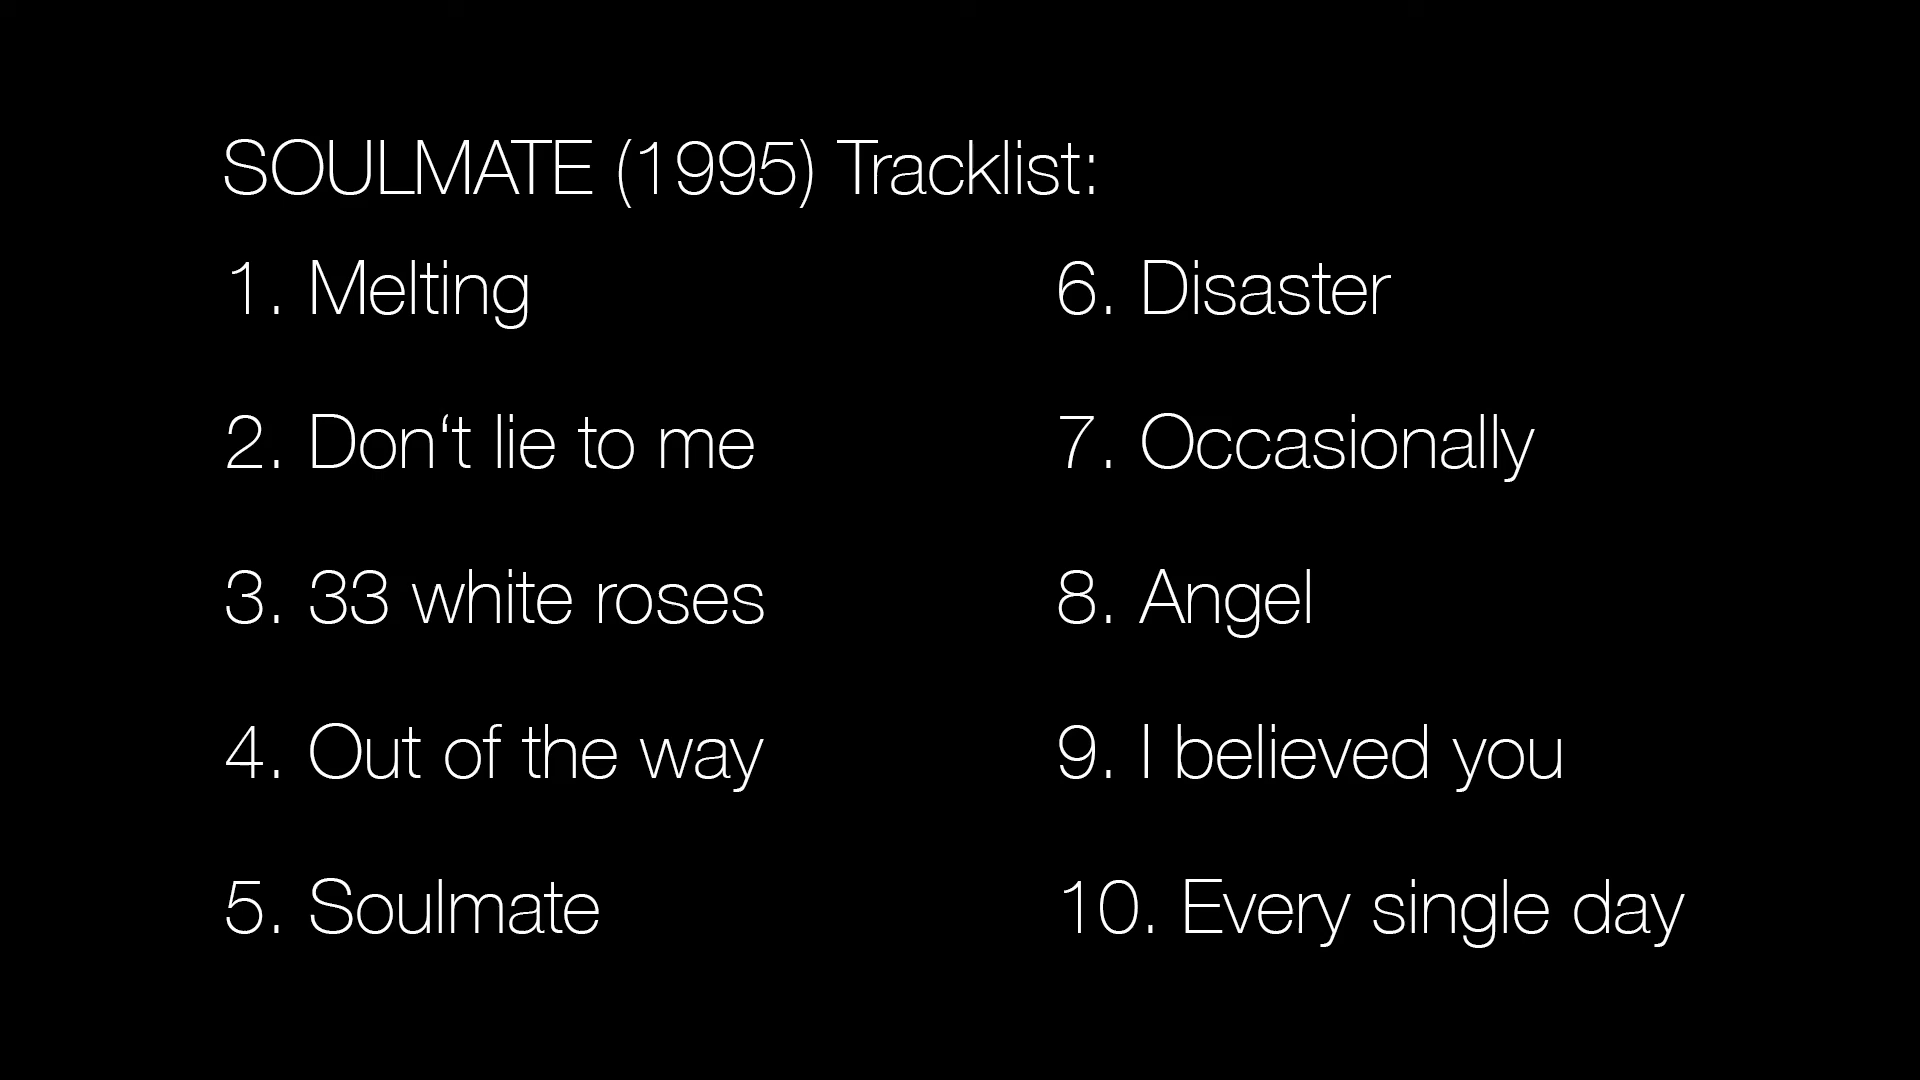 SOULMATE (1995) Tracklist:
1. Melting
2. Don‘t lie to me
3. 33 white roses
4. Out of the way
5. Soulmate
6. Disaster
7. Occasionally
8. Angel
9. I believed you
10. Every single day